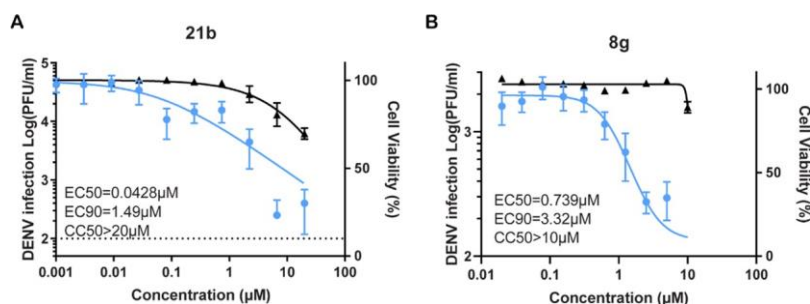 A
21b
DENV infection Log(PFU/ml)
5
4
3
2
100
50
0
Cell Viability
(%)
EC50=0.0428µM
EC90=1.49µM
CC50>20µM
0.001
0.01
0.1
1
10
100
Concentration (µM)
B
8g
DENV infection Log(PFU/ml)
3
2
100
50
0
Cell Viability
(%)
EC50=0.739µM
EC90=3.32µM
CC50>10µM
0.01
0.1
1
10
100
Concentration (µM)